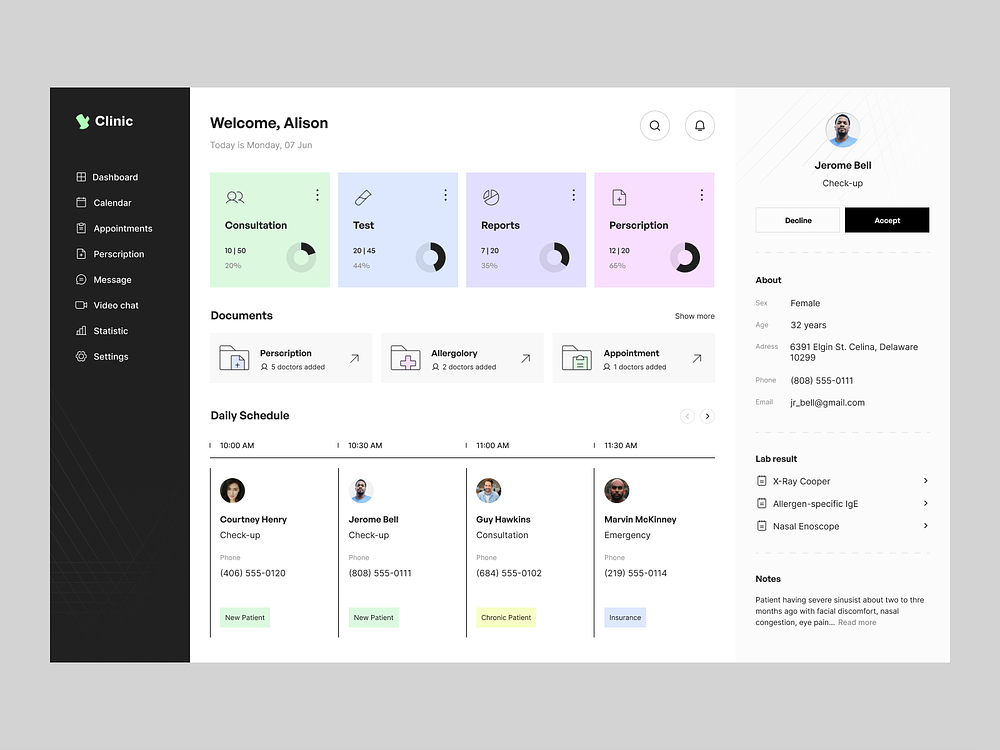 Clinic
Dashboard
Calendar
Appointments
Perscription
Message
Video chat
Statistic
Settings
Welcome, Alison
Today is Monday, 07 Jun
Consultation
10 | 50
20%
Test
20 | 45
44%
Reports
7 | 20
35%
Perscription
12 | 20
65%
Documents
Show more
Perscription
5 doctors added
Allergolory
2 doctors added
Appointment
1 doctors added
Daily Schedule
10:00 AM
10:30 AM
11:00 AM
11:30 AM
Courtney Henry
Check-up
Phone
(406) 555-0120
New Patient
Jerome Bell
Check-up
Phone
(808) 555-0111
New Patient
Guy Hawkins
Consultation
Phone
(684) 555-0102
Chronic Patient
Marvin McKinney
Emergency
Phone
(219) 555-0114
Insurance
Jerome Bell
Check-up
Decline
Accept
About
Sex Female
Age 32 years
Adress 6391 Elgin St. Celina, Delaware
10299
Phone (808) 555-0111
Email jr_bell@gmail.com
Lab result
X-Ray Cooper
Allergen-specific IgE
Nasal Enoscope
Notes
Patient having severe sinusist about two to thre
months ago with facial discomfort, nasal
congestion, eye pain... Read more